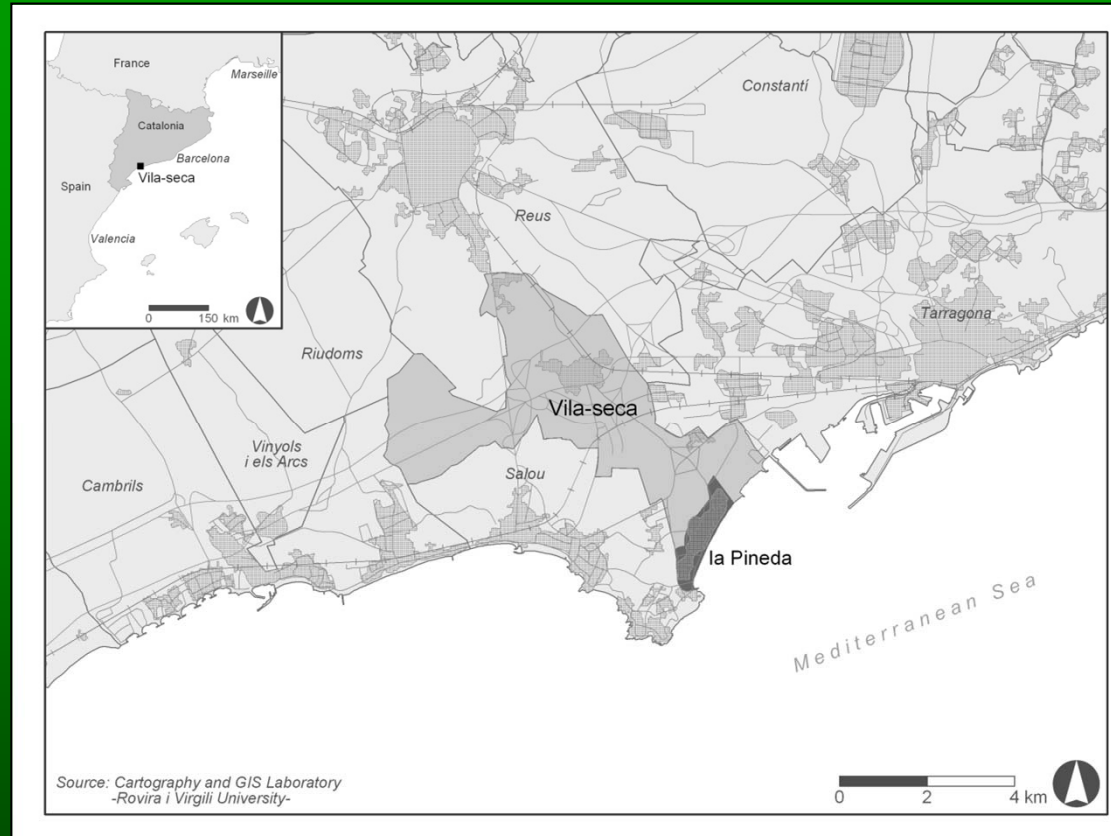 France
Marseille
Catalonia
Barcelona
Vila-seca
Spain
Valencia
0 150 km
Constantí
Reus
Tarragona
Riudoms
Vila-seca
Vinyols
i els Arcs
Salou
Cambrils
la Pineda
Mediterranean Sea
Source: Cartography and GIS Laboratory
-Rovira i Virgili University-
0 2 4 km